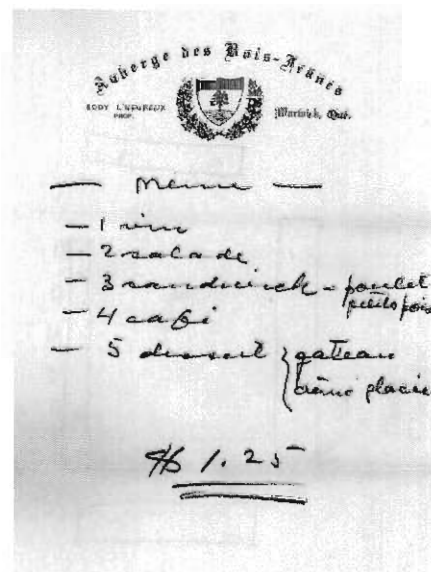 Auberge des Bois-Francs
EDDY L'HEUREUX
PROP.
Warwick, Qué.
— Menu —
— 1 vin
— 2 salade
— 3 sandwich - poulet
petits pois
— 4 café
— 5 dessert { gateau
crème glacée
$ 1.25